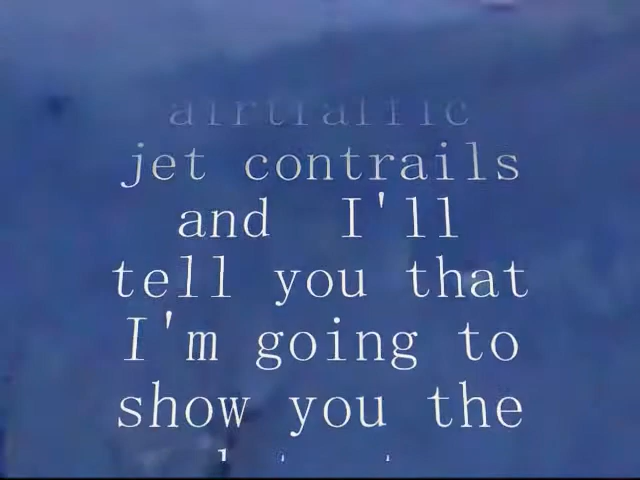 airtraffic
jet contrails
and I'll
tell you that
I'm going to
show you the